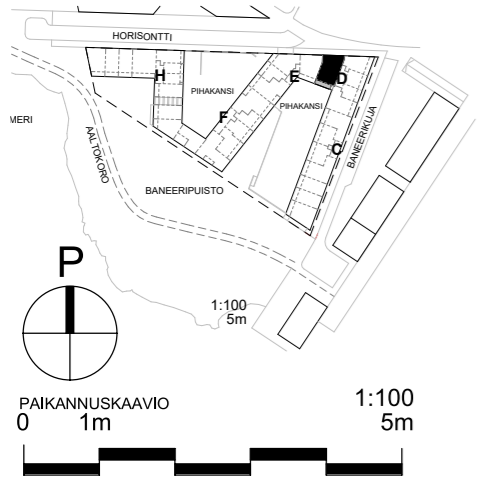 HORISONTTI
H
E
D
PIHAKANSI
PIHAKANSI
F
C
MERI
AALTOKORO
BANEERIKUJA
BANEERIPUISTO
P
1:100
5m
PAIKANNUSKAAVIO
1:100
0 1m 5m